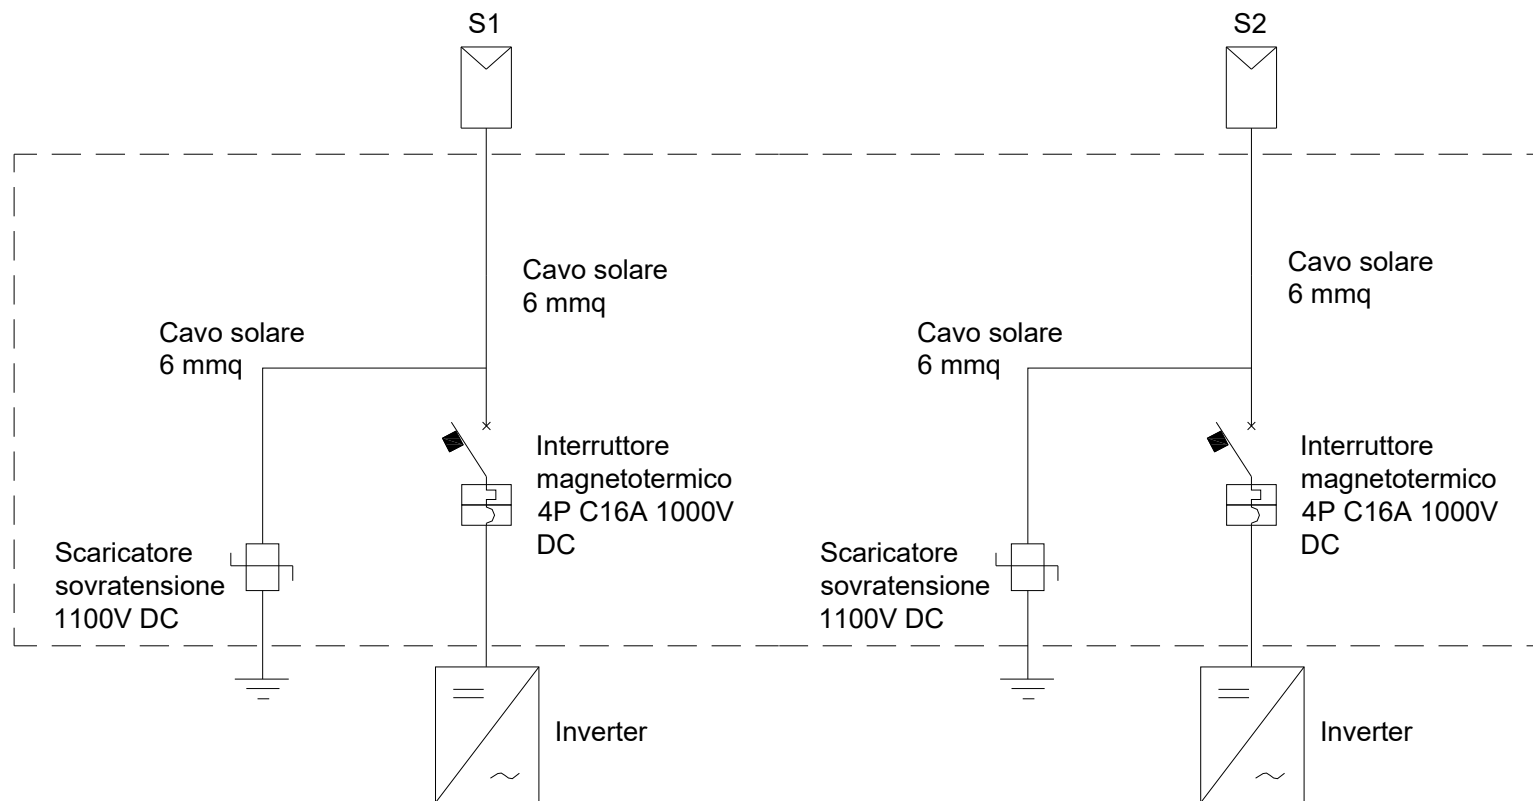 S1
S2
Cavo solare
6 mmq
Cavo solare
6 mmq
Cavo solare
6 mmq
Cavo solare
6 mmq
Interruttore
magnetotermico
4P C16A 1000V
DC
Interruttore
magnetotermico
4P C16A 1000V
DC
Scaricatore
sovratensione
1100V DC
Scaricatore
sovratensione
1100V DC
Inverter
Inverter